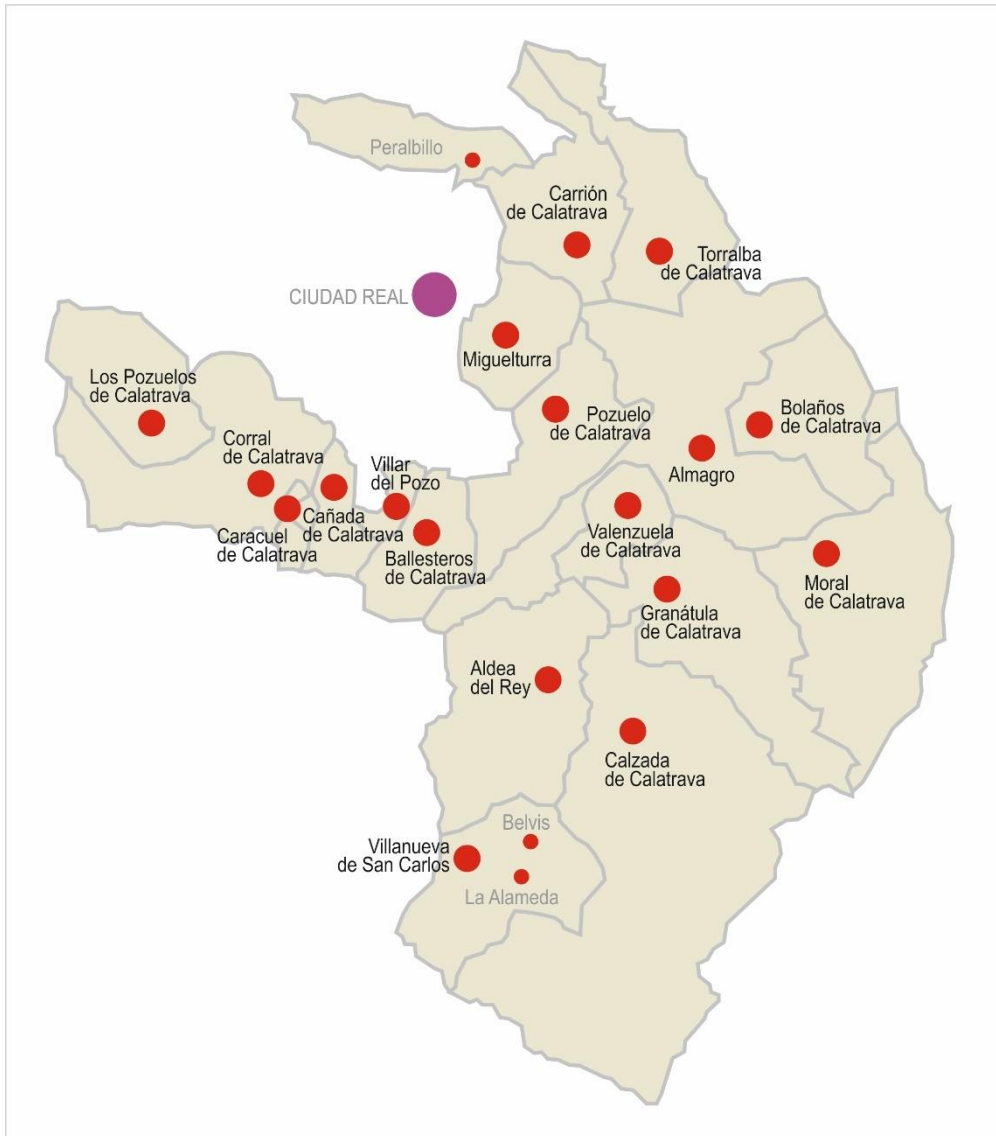 Peralbillo
Carrión
de Calatrava
Torralba
de Calatrava
CIUDAD REAL
Miguelturra
Los Pozuelos
de Calatrava
Pozuelo
de Calatrava
Bolaños
de Calatrava
Corral
de Calatrava
Villar
del Pozo
Almagro
Caracuel
de Calatrava
Cañada
de Calatrava
Ballesteros
de Calatrava
Valenzuela
de Calatrava
Moral
de Calatrava
Granátula
de Calatrava
Aldea
del Rey
Calzada
de Calatrava
Belvis
Villanueva
de San Carlos
La Alameda